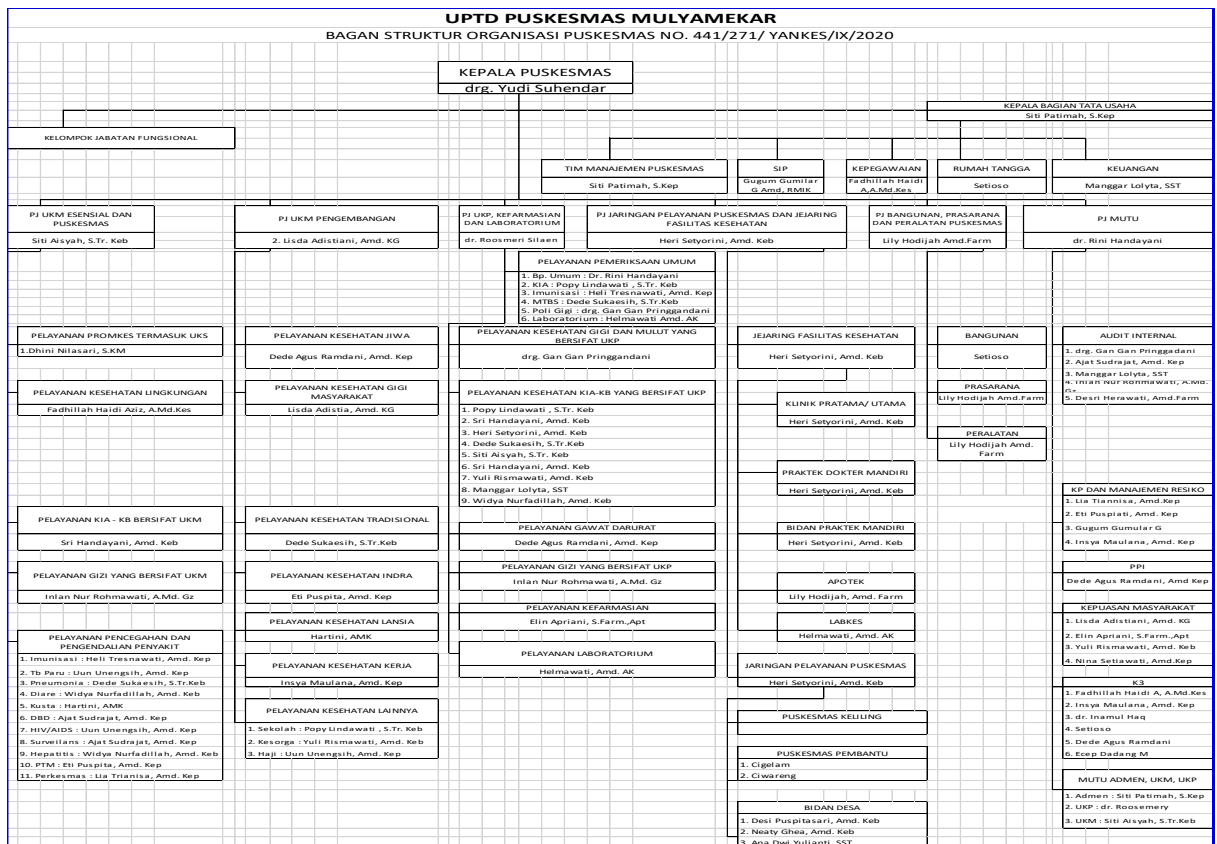 UPTD PUSKESMAS MULYAMEKAR
BAGAN STRUKTUR ORGANISASI PUSKESMAS NO. 441/271/ YANKES/IX/2020
KEPALA PUSKESMAS
drg. Yudi Suhendar
KEPALA BAGIAN TATA USAHA
Siti Patimah, S.Kep
KELOMPOK JABATAN FUNGSIONAL
TIM MANAJEMEN PUSKESMAS
Siti Patimah, S.Kep
SIP
Gugum Gumilar
G Amd, RMIK
KEPEGAWAIAN
Fadhillah Haidi
A,A.Md.Kes
RUMAH TANGGA
Setioso
KEUANGAN
Manggar Lolyta, SST
PJ UKM ESENSIAL DAN
PUSKESMAS
Siti Aisyah, S.Tr. Keb
PJ UKM PENGEMBANGAN
2. Lisda Adistiani, Amd. KG
PJ UKP, KEFARMASIAN
DAN LABORATORIUM
dr. Roosmeri Silaen
PJ JARINGAN PELAYANAN PUSKESMAS DAN JEJARING
FASILITAS KESEHATAN
Heri Setyorini, Amd. Keb
PJ BANGUNAN, PRASARANA
DAN PERALATAN PUSKESMAS
Lily Hodijah Amd.Farm
PJ MUTU
dr. Rini Handayani
PELAYANAN PEMERIKSAAN UMUM
1. Bp. Umum : Dr. Rini Handayani
2. KIA : Popy Lindawati , S.Tr. Keb
3. Imunisasi : Heli Tresnawati, Amd. Kep
4. MTBS : Dede Sukaesih, S.Tr.Keb
5. Poli Gigi : drg. Gan Gan Pringgandani
6. Laboratorium : Helmawati Amd. AK
PELAYANAN PROMKES TERMASUK UKS
1.Dhini Nilasari, S.KM
PELAYANAN KESEHATAN LINGKUNGAN
Fadhillah Haidi Aziz, A.Md.Kes
PELAYANAN KIA - KB BERSIFAT UKM
Sri Handayani, Amd. Keb
PELAYANAN GIZI YANG BERSIFAT UKM
Inlan Nur Rohmawati, A.Md. Gz
PELAYANAN PENCEGAHAN DAN
PENGENDALIAN PENYAKIT
1. Imunisasi : Heli Tresnawati, Amd. Kep
2. Tb Paru : Uun Unengsih, Amd. Kep
3. Pneumonia : Dede Sukaesih, S.Tr.Keb
4. Diare : Widya Nurfadillah, Amd. Keb
5. Kusta : Hartini, AMK
6. DBD : Ajat Sudrajat, Amd. Kep
7. HIV/AIDS : Uun Unengsih, Amd. Kep
8. Surveilans : Ajat Sudrajat, Amd. Kep
9. Hepatitis : Widya Nurfadillah, Amd. Keb
10. PTM : Eti Puspita, Amd. Kep
11. Perkesmas : Lia Trianisa, Amd. Kep
PELAYANAN KESEHATAN JIWA
Dede Agus Ramdani, Amd. Kep
PELAYANAN KESEHATAN GIGI
MASYARAKAT
Lisda Adistia, Amd. KG
PELAYANAN KESEHATAN TRADISIONAL
Dede Sukaesih, S.Tr.Keb
PELAYANAN KESEHATAN INDRA
Eti Puspita, Amd. Kep
PELAYANAN KESEHATAN LANSIA
Hartini, AMK
PELAYANAN KESEHATAN KERJA
Insya Maulana, Amd. Kep
PELAYANAN KESEHATAN LAINNYA
1. Sekolah : Popy Lindawati , S.Tr. Keb
2. Kesorga : Yuli Rismawati, Amd. Keb
3. Haji : Uun Unengsih, Amd. Kep
PELAYANAN KESEHATAN GIGI DAN MULUT YANG
BERSIFAT UKP
drg. Gan Gan Pringgandani
PELAYANAN KESEHATAN KIA-KB YANG BERSIFAT UKP
1. Popy Lindawati , S.Tr. Keb
2. Sri Handayani, Amd. Keb
3. Heri Setyorini, Amd. Keb
4. Dede Sukaesih, S.Tr.Keb
5. Siti Aisyah, S.Tr. Keb
6. Sri Handayani, Amd. Keb
7. Yuli Rismawati, Amd. Keb
8. Manggar Lolyta, SST
9. Widya Nurfadillah, Amd. Keb
PELAYANAN GAWAT DARURAT
Dede Agus Ramdani, Amd. Kep
PELAYANAN GIZI YANG BERSIFAT UKP
Inlan Nur Rohmawati, A.Md. Gz
PELAYANAN KEFARMASIAN
Elin Apriani, S.Farm.,Apt
PELAYANAN LABORATORIUM
Helmawati, Amd. AK
JEJARING FASILITAS KESEHATAN
Heri Setyorini, Amd. Keb
KLINIK PRATAMA/ UTAMA
Heri Setyorini, Amd. Keb
PRAKTEK DOKTER MANDIRI
Heri Setyorini, Amd. Keb
BIDAN PRAKTEK MANDIRI
Heri Setyorini, Amd. Keb
APOTEK
Lily Hodijah, Amd. Farm
LABKES
Helmawati, Amd. AK
JARINGAN PELAYANAN PUSKESMAS
Heri Setyorini, Amd. Keb
PUSKESMAS KELILING
PUSKESMAS PEMBANTU
1. Cigelam
2. Ciwareng
BIDAN DESA
1. Desi Puspitasari, Amd. Keb
2. Neaty Ghea, Amd. Keb
3. Ana Dwi Yulianti, SST
BANGUNAN
Setioso
PRASARANA
Lily Hodijah Amd.Farm
PERALATAN
Lily Hodijah Amd.
Farm
AUDIT INTERNAL
1. drg. Gan Gan Pringgadani
2. Ajat Sudrajat, Amd. Kep
3. Manggar Lolyta, SST
4. Inlan Nur Rohmawati, A.Md.
Gz
5. Desri Herawati, Amd.Farm
KP DAN MANAJEMEN RESIKO
1. Lia Tiannisa, Amd.Kep
2. Eti Puspiati, Amd. Kep
3. Gugum Gumular G
4. Insya Maulana, Amd. Kep
PPI
Dede Agus Ramdani, Amd Kep
KEPUASAN MASYARAKAT
1. Lisda Adistiani, Amd. KG
2. Elin Apriani, S.Farm.,Apt
3. Yuli Rismawati, Amd. Keb
4. Nina Setiawati, Amd. Kep
K3
1. Fadhillah Haidi A, A.Md.Kes
2. Insya Maulana, Amd. Kep
3. dr. Inamul Haq
4. Setioso
5. Dede Agus Ramdani
6. Ecep Dadang M
MUTU ADMEN, UKM, UKP
1. Admen : Siti Patimah, S.Kep
2. UKP : dr. Roosemery
3. UKM : Siti Aisyah, S.Tr.Keb